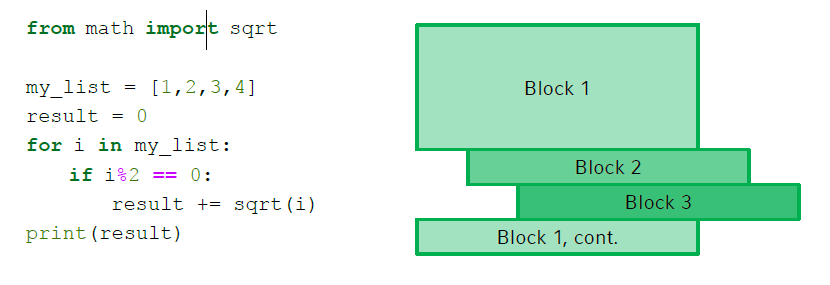 from math import sqrt
my_list = [1,2,3,4]
result = 0
for i in my_list:
if i%2 == 0:
result += sqrt(i)
print(result)
Block 1
Block 2
Block 3
Block 1, cont.